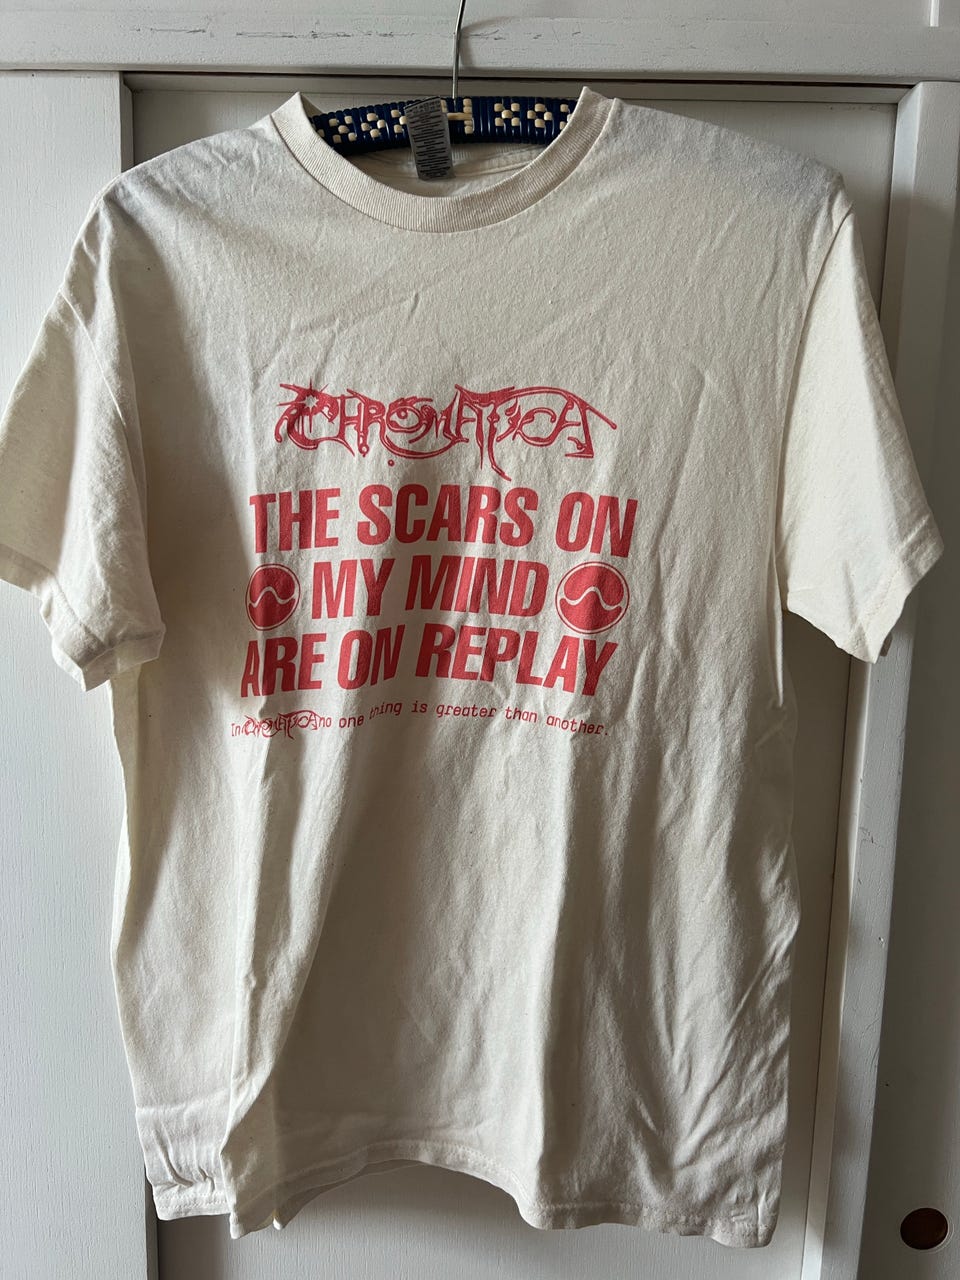 CHROMATICA
THE SCARS ON
MY MIND
ARE ON REPLAY
In CHROMATICA no one thing is greater than another.